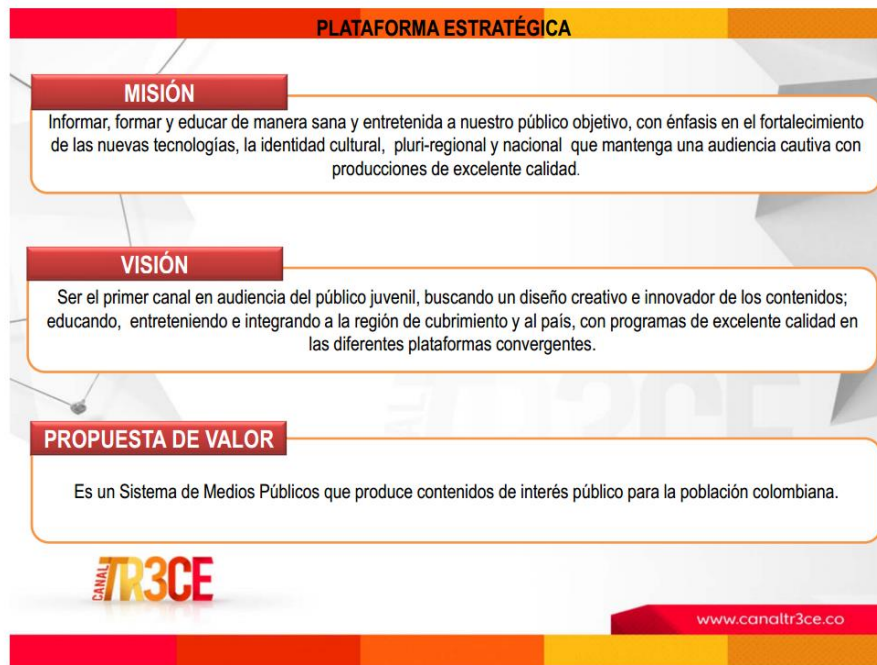 PLATAFORMA ESTRATÉGICA
MISIÓN
Informar, formar y educar de manera sana y entretenida a nuestro público objetivo, con énfasis en el fortalecimiento
de las nuevas tecnologías, la identidad cultural, pluri-regional y nacional que mantenga una audiencia cautiva con
producciones de excelente calidad.
VISIÓN
Ser el primer canal en audiencia del público juvenil, buscando un diseño creativo e innovador de los contenidos;
educando, entreteniendo e integrando a la región de cubrimiento y al país, con programas de excelente calidad en
las diferentes plataformas convergentes.
PROPUESTA DE VALOR
Es un Sistema de Medios Públicos que produce contenidos de interés público para la población colombiana.
CANAL TR3CE
www.canaltr3ce.co